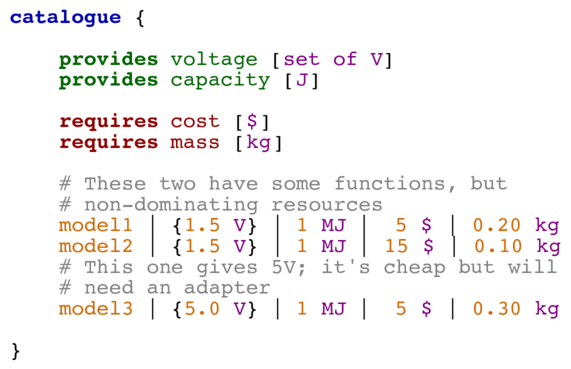 catalogue {
provides voltage [set of V]
provides capacity [J]
requires cost [$]
requires mass [kg]
# These two have some functions, but
# non-dominating resources
model1 | {1.5 V} | 1 MJ | 5 $ | 0.20 kg
model2 | {1.5 V} | 1 MJ | 15 $ | 0.10 kg
# This one gives 5V; it's cheap but will
# need an adapter
model3 | {5.0 V} | 1 MJ | 5 $ | 0.30 kg
}